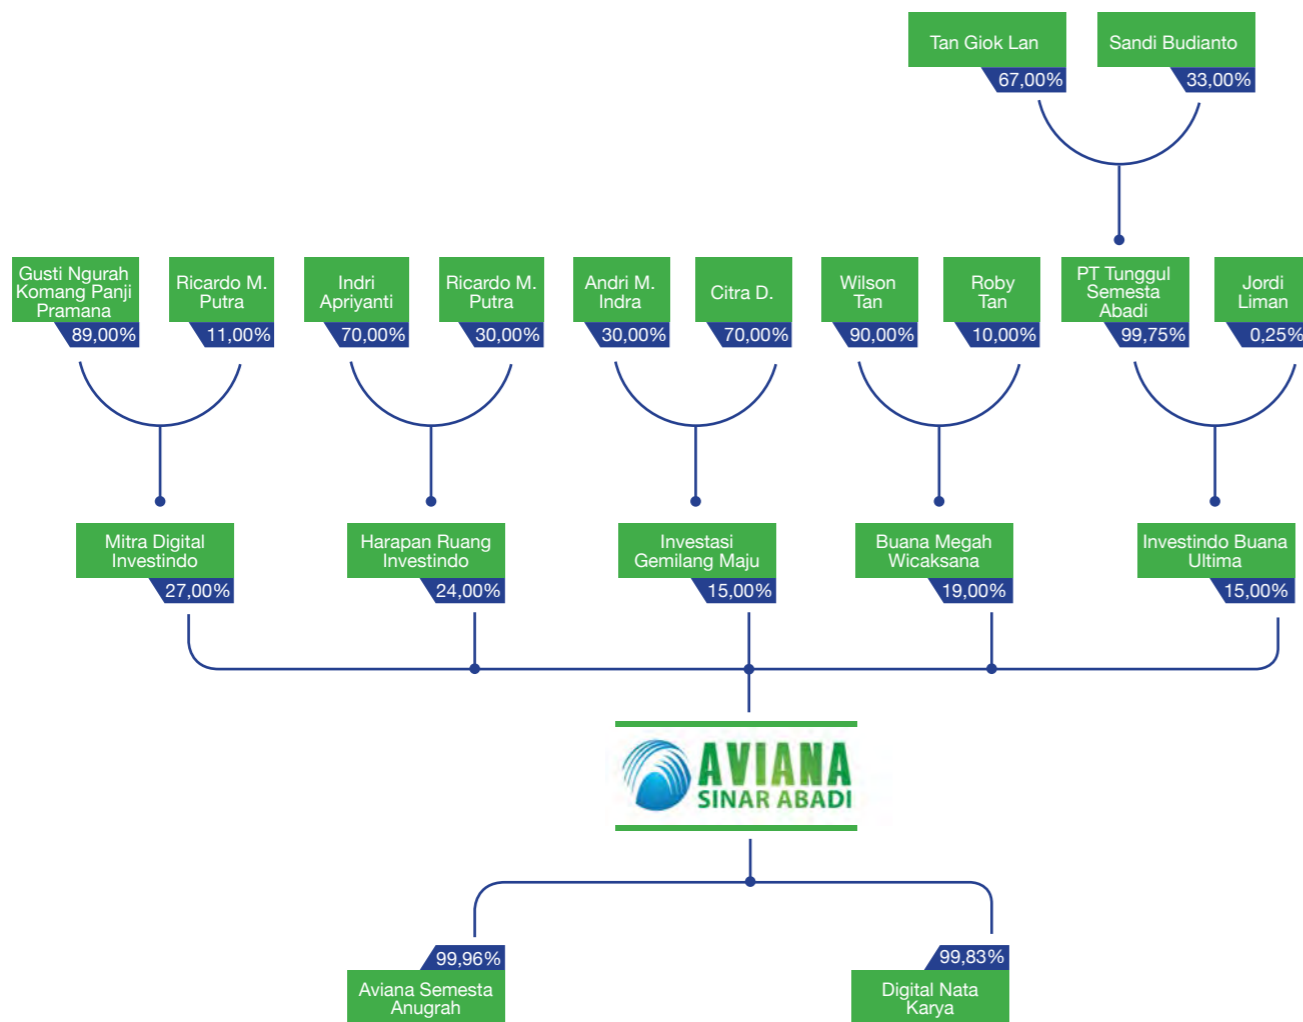 Tan Giok Lan
67,00%
Sandi Budianto
33,00%
Gusti Ngurah
Komang Panji
Pramana
89,00%
Ricardo M.
Putra
11,00%
Indri
Apriyanti
70,00%
Ricardo M.
Putra
30,00%
Andri M.
Indra
30,00%
Citra D.
70,00%
Wilson
Tan
90,00%
Roby
Tan
10,00%
PT Tunggul
Semesta
Abadi
99,75%
Jordi
Liman
0,25%
Mitra Digital
Investindo
27,00%
Harapan Ruang
Investindo
24,00%
Investasi
Gemilang Maju
15,00%
Buana Megah
Wicaksana
19,00%
Investindo Buana
Ultima
15,00%
AVIANA
SINAR ABADI
99,96%
Aviana Semesta
Anugrah
99,83%
Digital Nata
Karya